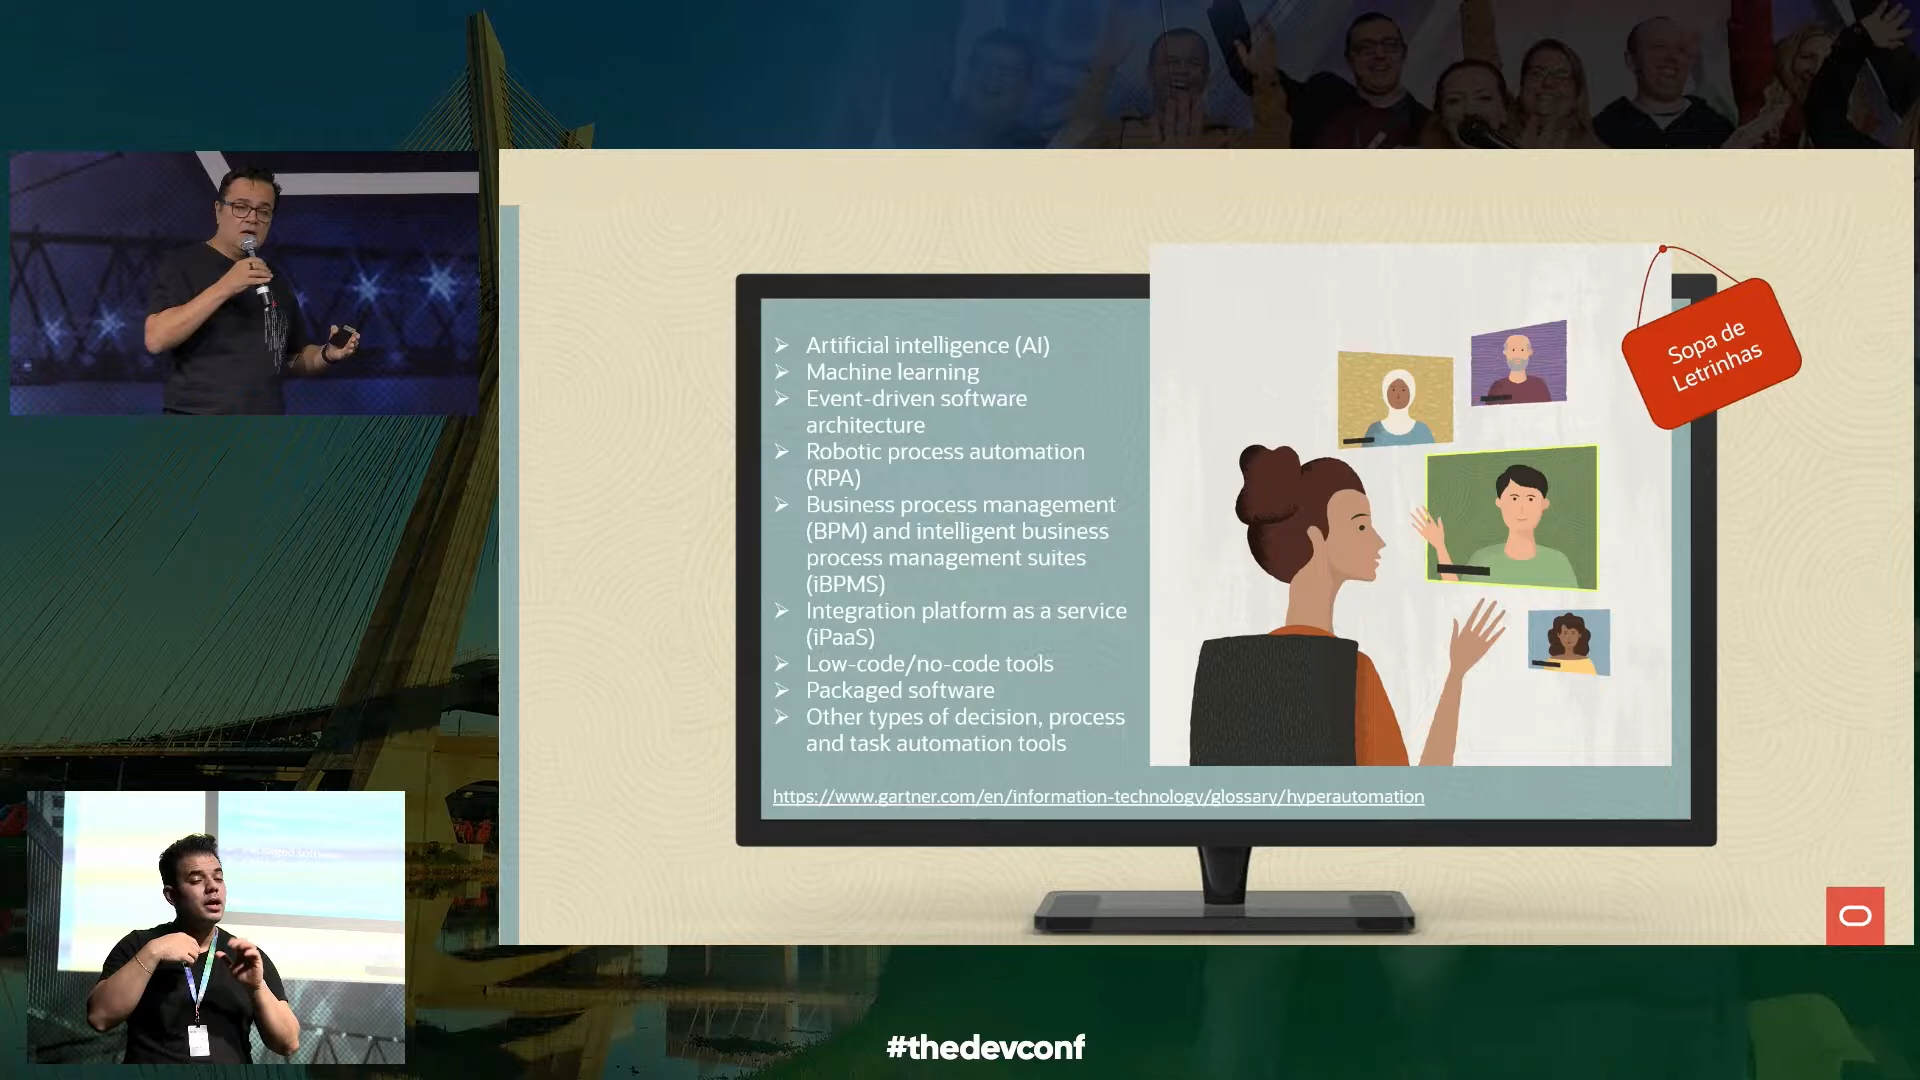 ➢ Artificial intelligence (AI)
➢ Machine learning
➢ Event-driven software
architecture
➢ Robotic process automation
(RPA)
➢ Business process management
(BPM) and intelligent business
process management suites
(iBPMS)
➢ Integration platform as a service
(iPaaS)
➢ Low-code/no-code tools
➢ Packaged software
➢ Other types of decision, process
and task automation tools
https://www.gartner.com/en/information-technology/glossary/hyperautomation
Sopa de
Letrinhas
#thedevconf